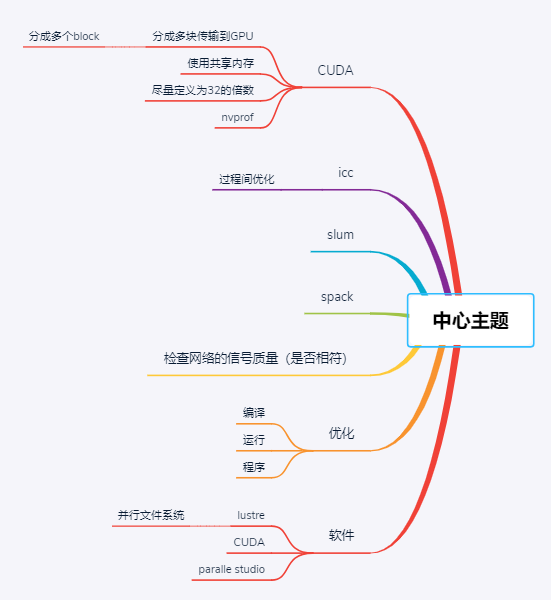 中心主题
CUDA
分成多块传输到GPU
分成多个block
使用共享内存
尽量定义为32的倍数
nvprof
icc
过程间优化
slum
spack
检查网络的信号质量（是否相符）
优化
编译
运行
程序
软件
lustre
并行文件系统
CUDA
paralle studio